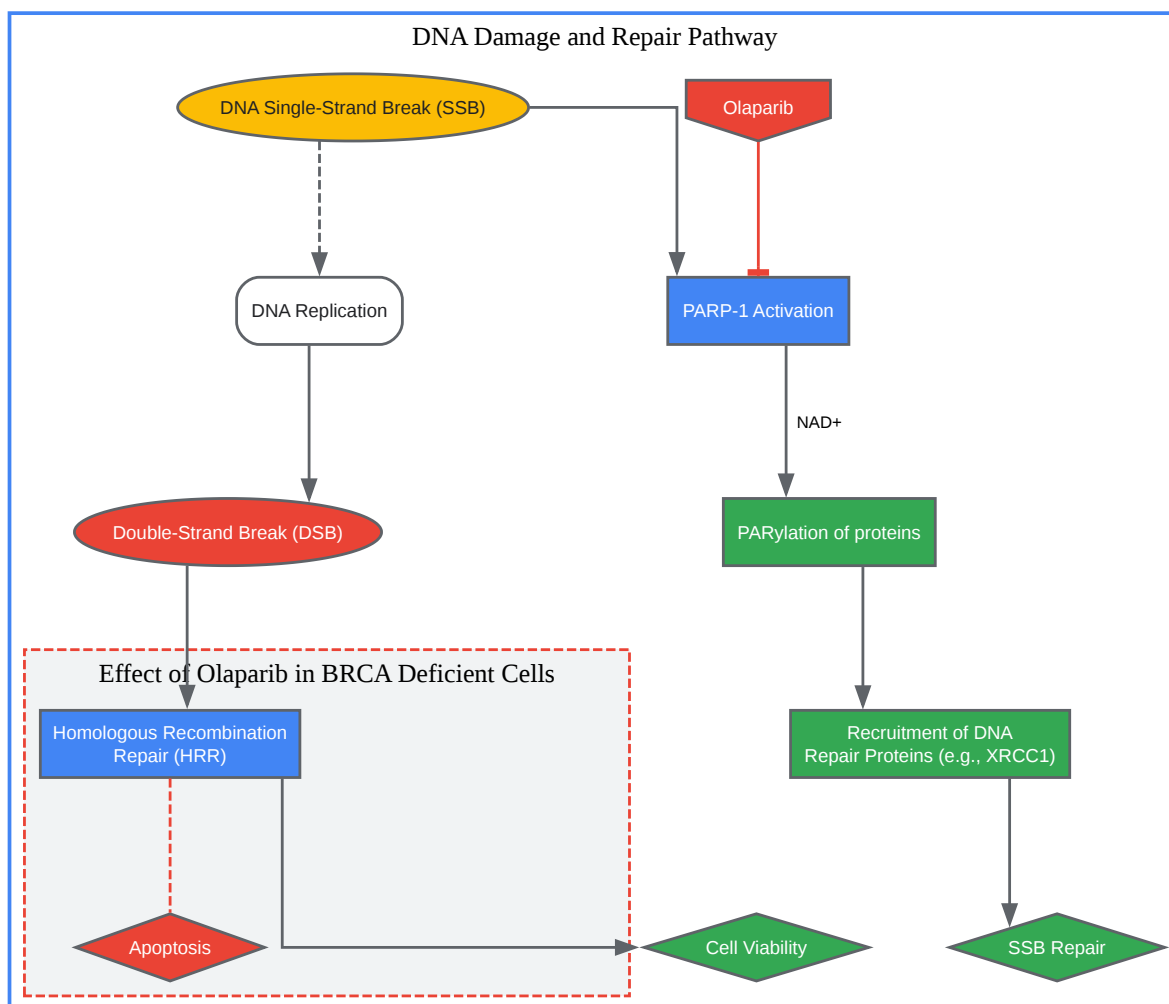 DNA Damage and Repair Pathway
DNA Single-Strand Break (SSB)
Olaparib
DNA Replication
PARP-1 Activation
NAD+
Double-Strand Break (DSB)
PARylation of proteins
Effect of Olaparib in BRCA Deficient Cells
Homologous Recombination
Repair (HRR)
Recruitment of DNA
Repair Proteins (e.g., XRCC1)
Apoptosis
Cell Viability
SSB Repair